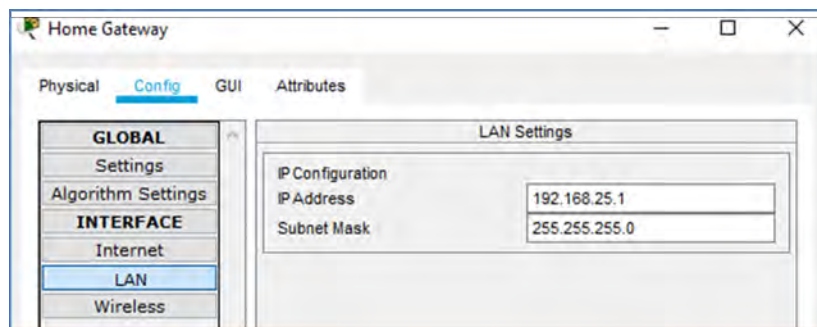 Home Gateway
Physical Config GUI Attributes
GLOBAL
Settings
Algorithm Settings
INTERFACE
Internet
LAN
Wireless
LAN Settings
IP Configuration
IP Address 192.168.25.1
Subnet Mask 255.255.255.0